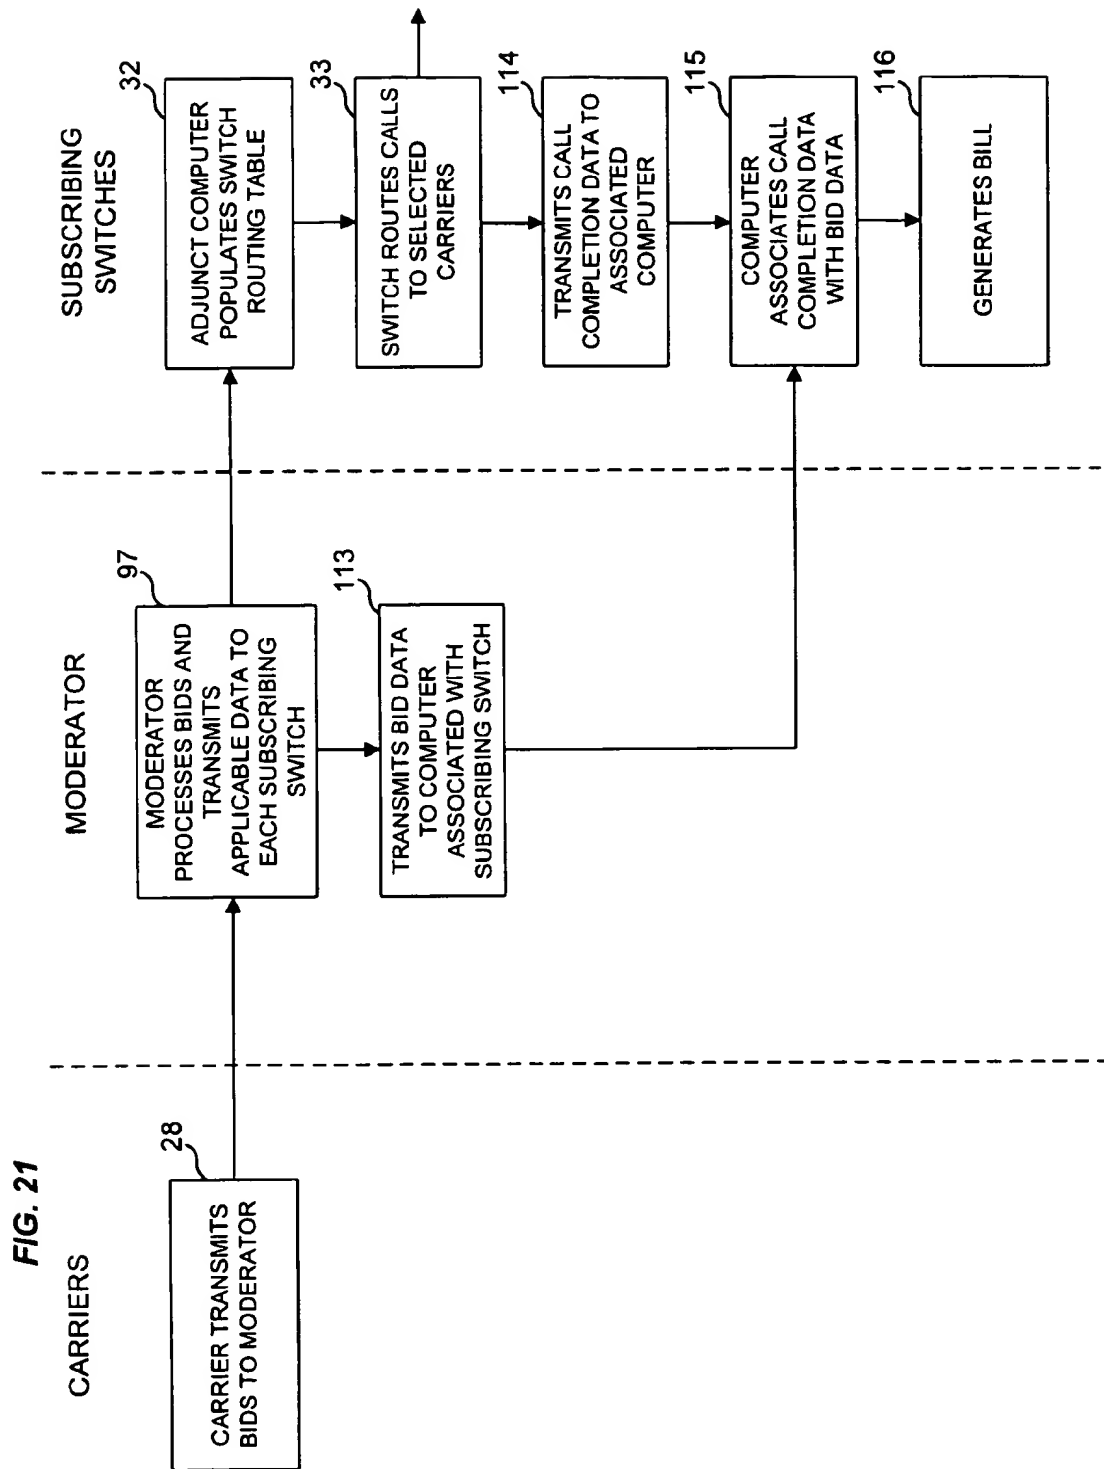 FIG. 21
CARRIERS
28
CARRIER TRANSMITS
BIDS TO MODERATOR
MODERATOR
97
MODERATOR
PROCESSES BIDS AND
TRANSMITS
APPLICABLE DATA TO
EACH SUBSCRIBING
SWITCH
113
TRANSMITS BID DATA
TO COMPUTER
ASSOCIATED WITH
SUBSCRIBING SWITCH
SUBSCRIBING
SWITCHES
32
ADJUNCT COMPUTER
POPULATES SWITCH
ROUTING TABLE
33
SWITCH ROUTES CALLS
TO SELECTED
CARRIERS
114
TRANSMITS CALL
COMPLETION DATA TO
ASSOCIATED
COMPUTER
115
COMPUTER
ASSOCIATES CALL
COMPLETION DATA
WITH BID DATA
116
GENERATES BILL